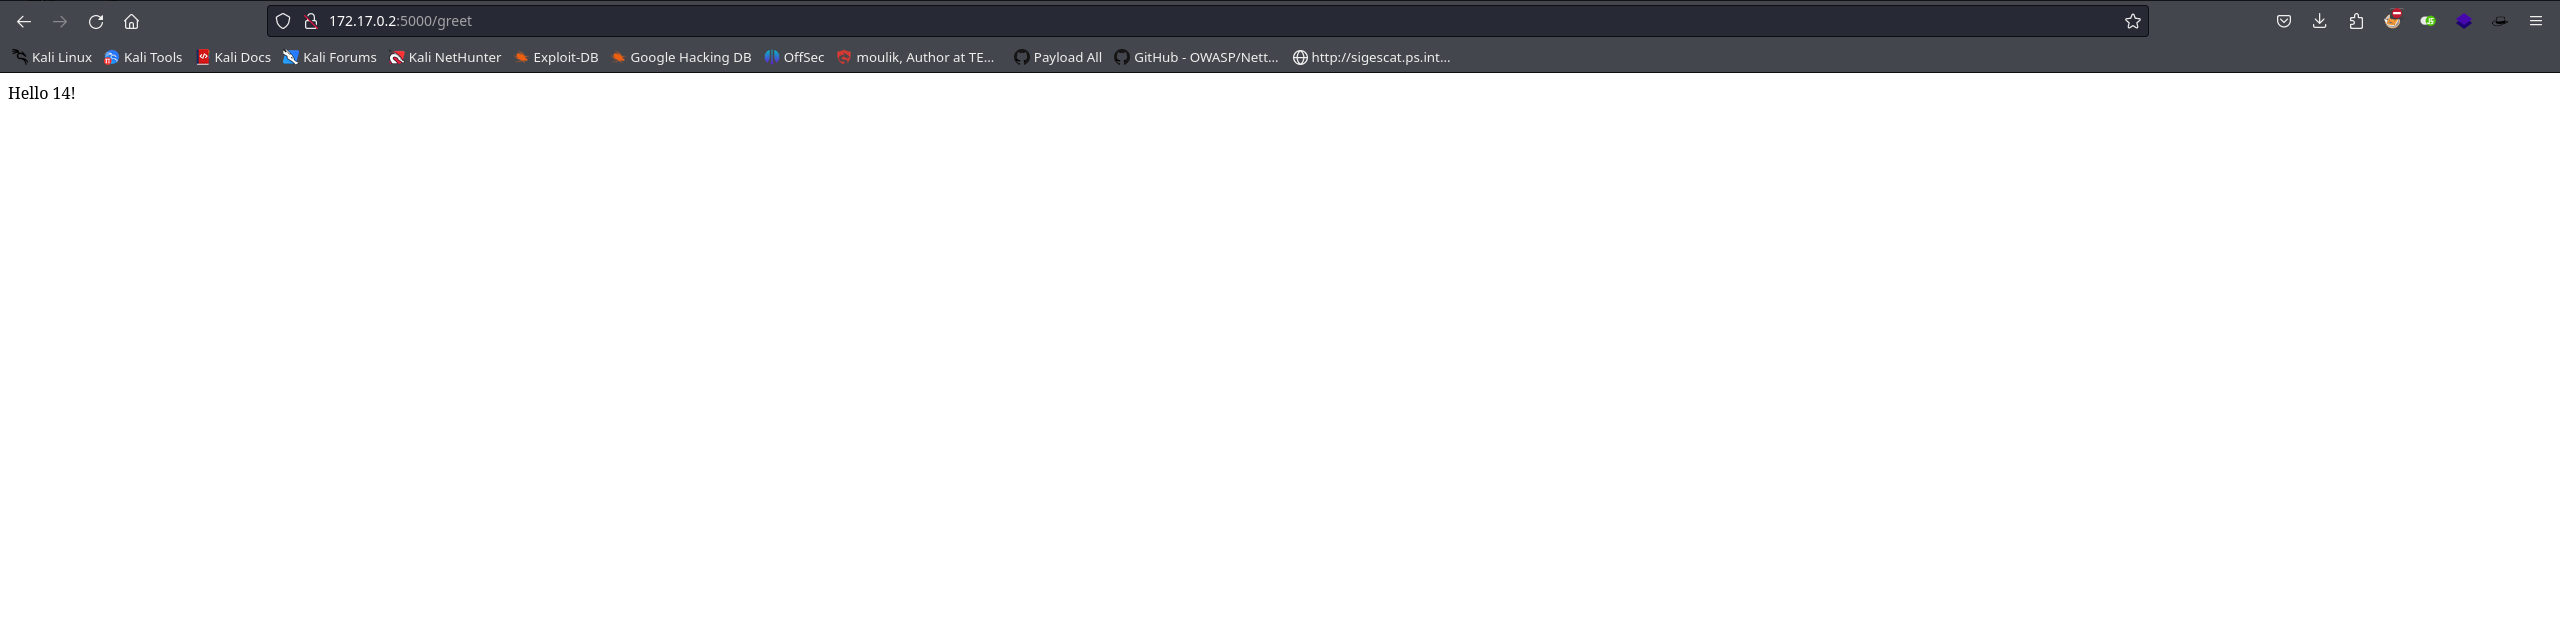 172.17.0.2:5000/greet
Kali Linux Kali Tools Kali Docs Kali Forums Kali NetHunter Exploit-DB Google Hacking DB OffSec moulik, Author at TE... Payload All GitHub - OWASP/Nett... http://sigescat.ps.int...
Hello 14!